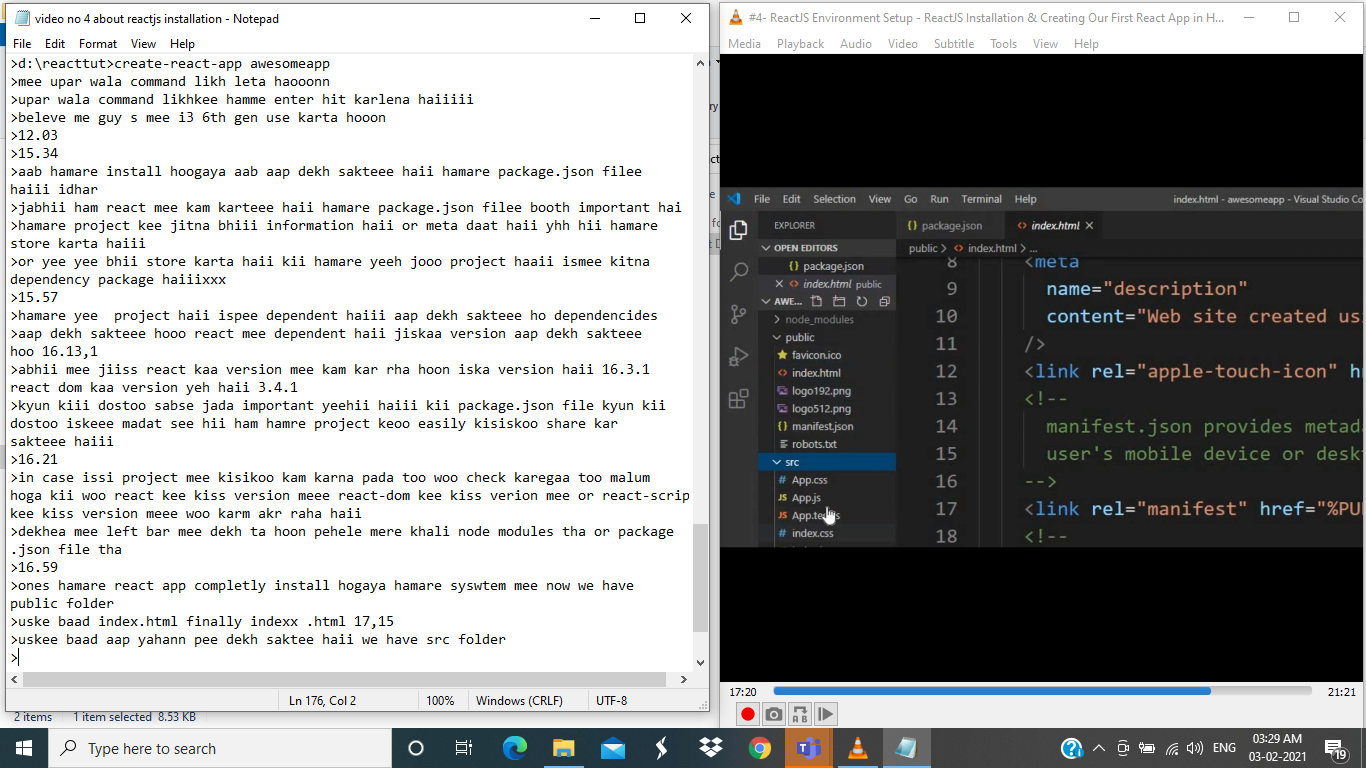 video no 4 about reactjs installation - Notepad
File Edit Format View Help
>d:\reacttut>create-react-app awesomeapp
>mee upar wala command likh leta haooonn
>upar wala command likhkee hamme enter hit karlena haiiiii
>beleve me guy s mee i3 6th gen use karta hooon
>12.03
>15.34
>aab hamare install hoogaya aab aap dekh sakteee haii hamare package.json filee
haiii idhar
>jabhii ham react mee kam karteee haii hamare package.json filee booth important hai
>hamare project kee jitna bhiii information haii or meta daat haii yhh hii hamare
store karta haiii
>or yee yee bhii store karta haii kii hamare yeeh jooo project haaii ismee kitna
dependency package haiiixxx
>15.57
>hamare yee  project haii ispee dependent haiii aap dekh sakteee ho dependencides
>aap dekh sakteee hooo react mee dependent haii jiskaa version aap dekh sakteee
hoo 16.13,1
>abhii mee jiiss react kaa version mee kam kar rha hoon iska version haii 16.3.1
react dom kaa version yeh haii 3.4.1
>kyun kiii dostoo sabse jada important yeehii haiii kii package.json file kyun kii
dostoo iskeee madat see hii ham hamre project keoo easily kisiskoo share kar
sakteee haiii
>16.21
>in case issi project mee kisikoo kam karna pada too woo check karegaa too malum
hoga kii woo react kee kiss version meee react-dom kee kiss verion mee or react-scrip
kee kiss version meee woo karm akr raha haii
>dekhea mee left bar mee dekh ta hoon pehele mere khali node modules tha or package
.json file tha
>16.59
>ones hamare react app completly install hogaya hamare syswtem mee now we have
public folder
>uske baad index.html finally indexx .html 17,15
>uskee baad aap yahann pee dekh saktee haii we have src folder
>
Ln 176, Col 2 100% Windows (CRLF) UTF-8
2 items 1 item selected 8.53 KB
#4- ReactJS Environment Setup - ReactJS Installation & Creating Our First React App in H...
Media Playback Audio Video Subtitle Tools View Help
File Edit Selection View Go Run Terminal Help index.html - awesomeapp - Visual Studio Co
EXPLORER
OPEN EDITORS
{} package.json
index.html public
AWE...
node_modules
public
favicon.ico
index.html
logo192.png
logo512.png
{} manifest.json
robots.txt
src
# App.css
JS App.js
JS
# index.css
{} package.json <> index.html
public > <> index.html > ...
8 <meta
9 name="description"
10 content="Web site created us
11 />
12 <link rel="apple-touch-icon" h
13 <!--
14 manifest.json provides metad
15 user's mobile device or desk
16 -->
17 <link rel="manifest" href="%PU
18 <!--
17:20 21:21
Type here to search
ENG
03:29 AM
03-02-2021
19